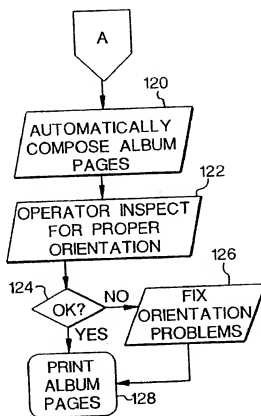 A
120
AUTOMATICALLY
COMPOSE ALBUM
PAGES
122
OPERATOR INSPECT
FOR PROPER
ORIENTATION
124
OK?
NO
YES
126
FIX
ORIENTATION
PROBLEMS
PRINT
ALBUM
PAGES
128